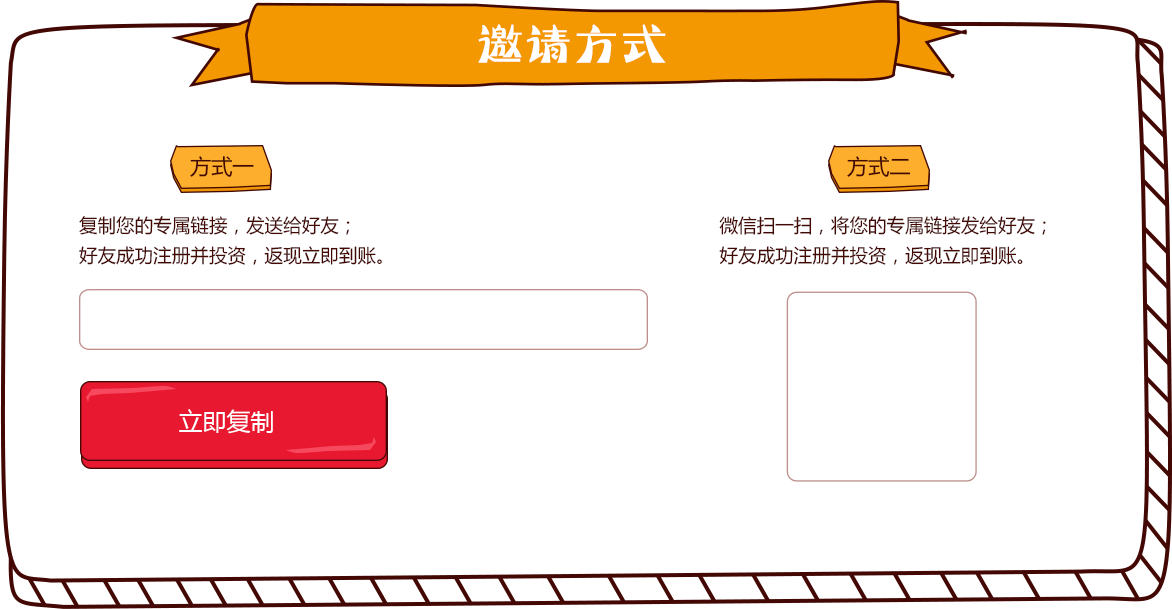 邀请方式
方式一
复制您的专属链接，发送给好友；
好友成功注册并投资，返现立即到账。
立即复制
方式二
微信扫一扫，将您的专属链接发给好友；
好友成功注册并投资，返现立即到账。